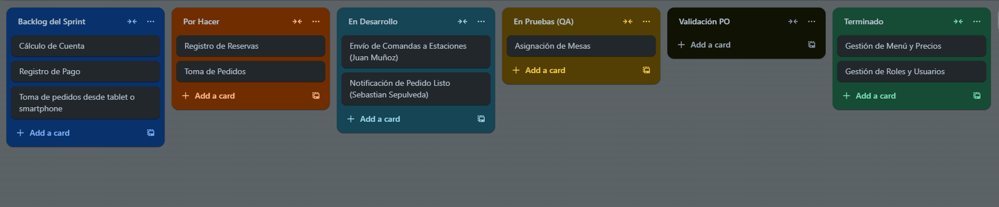 Backlog del Sprint
Cálculo de Cuenta
Registro de Pago
Toma de pedidos desde tablet o
smartphone
Add a card
Por Hacer
Registro de Reservas
Toma de Pedidos
Add a card
En Desarrollo
Envío de Comandas a Estaciones
(Juan Muñoz)
Notificación de Pedido Listo
(Sebastian Sepulveda)
Add a card
En Pruebas (QA)
Asignación de Mesas
Add a card
Validación PO
Add a card
Terminado
Gestión de Menú y Precios
Gestión de Roles y Usuarios
Add a card